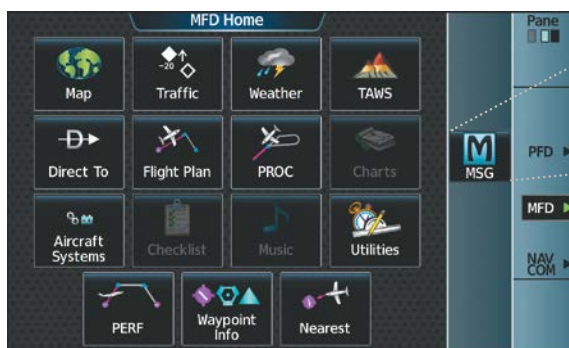 MFD Home
Pane
-20
Map
Traffic
Weather
TAWS
D
Direct To
Flight Plan
PROC
Charts
M
MSG
PFD
MFD
Aircraft
Systems
Checklist
Music
Utilities
NAV
COM
PERF
Waypoint
Info
Nearest